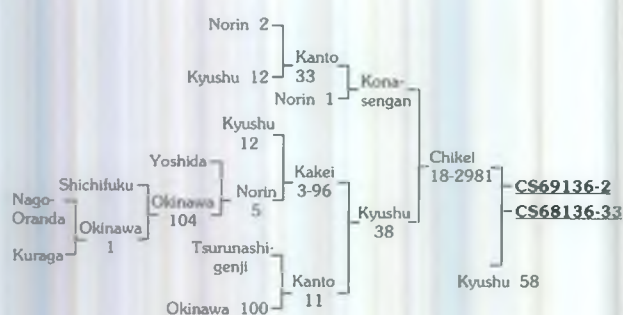 Norin 2
Kyushu 12
Kanto
33
Norin 1
Kona-
sengan
Kyushu
12
Yoshida
Kakei
3-96
Chikei
18-2981
Shichifuku
Nago-
Oranda
Okinawa
104
Norin
5
CS69136-2
CS68136-33
Kuraga
Okinawa
1
Kyushu
38
Tsurunashi-
genji
Kanto
11
Okinawa 100
Kyushu 58